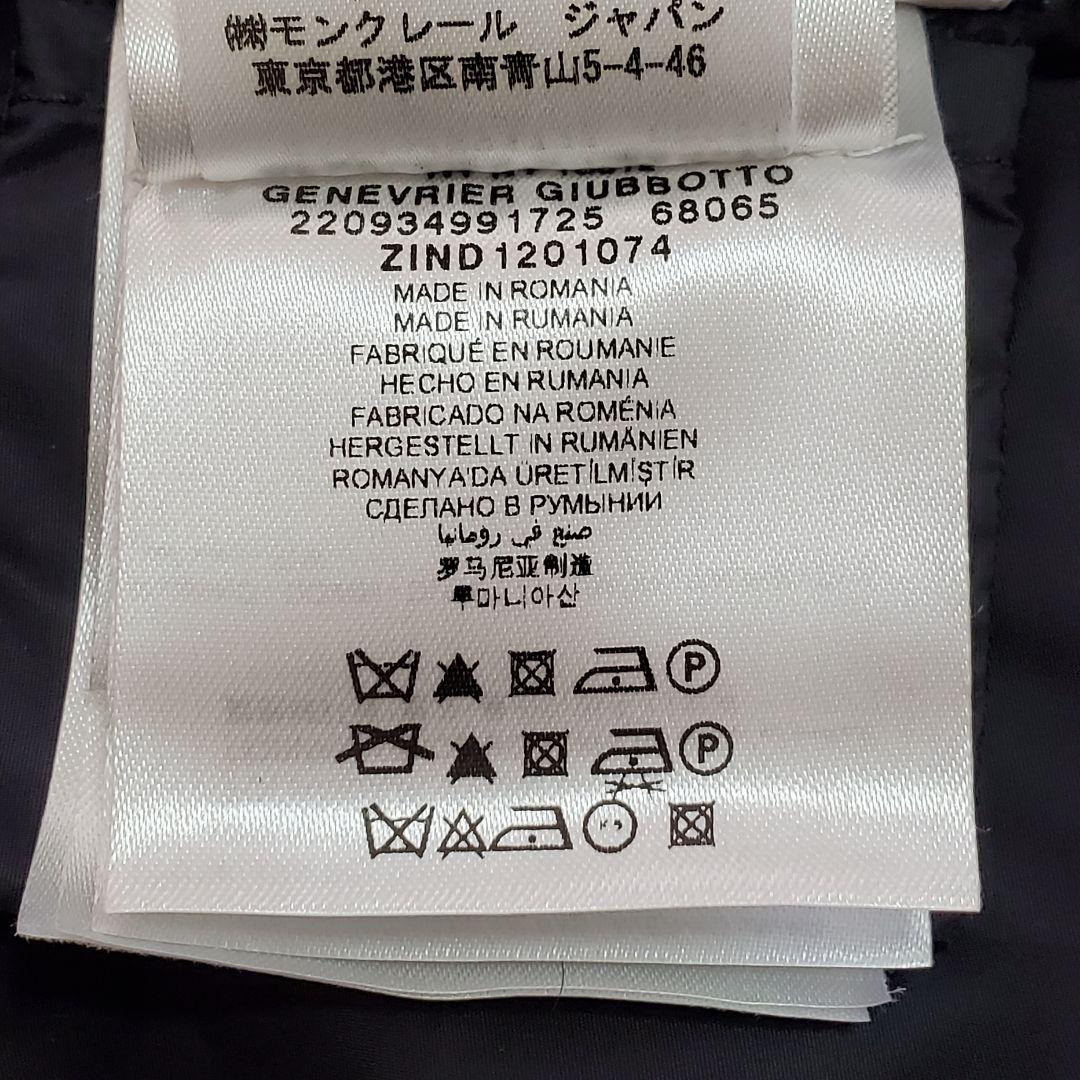 ㈱モンクレール ジャパン
東京都港区南青山5-4-46
GENEVRIER GIUBBOTTO
220934991725 68065
ZIND1201074
MADE IN ROMANIA
MADE IN RUMANIA
FABRIQUÉ EN ROUMANIE
HECHO EN RUMANIA
FABRICADO NA ROMÉNIA
HERGESTELLT IN RUMÄNIEN
ROMANYA'DA ÜRETİLMİŞTİR
СДЕЛАНО В РУМЫНИИ
صنع في رومانيا
罗马尼亚制造
루마니아산
P
P